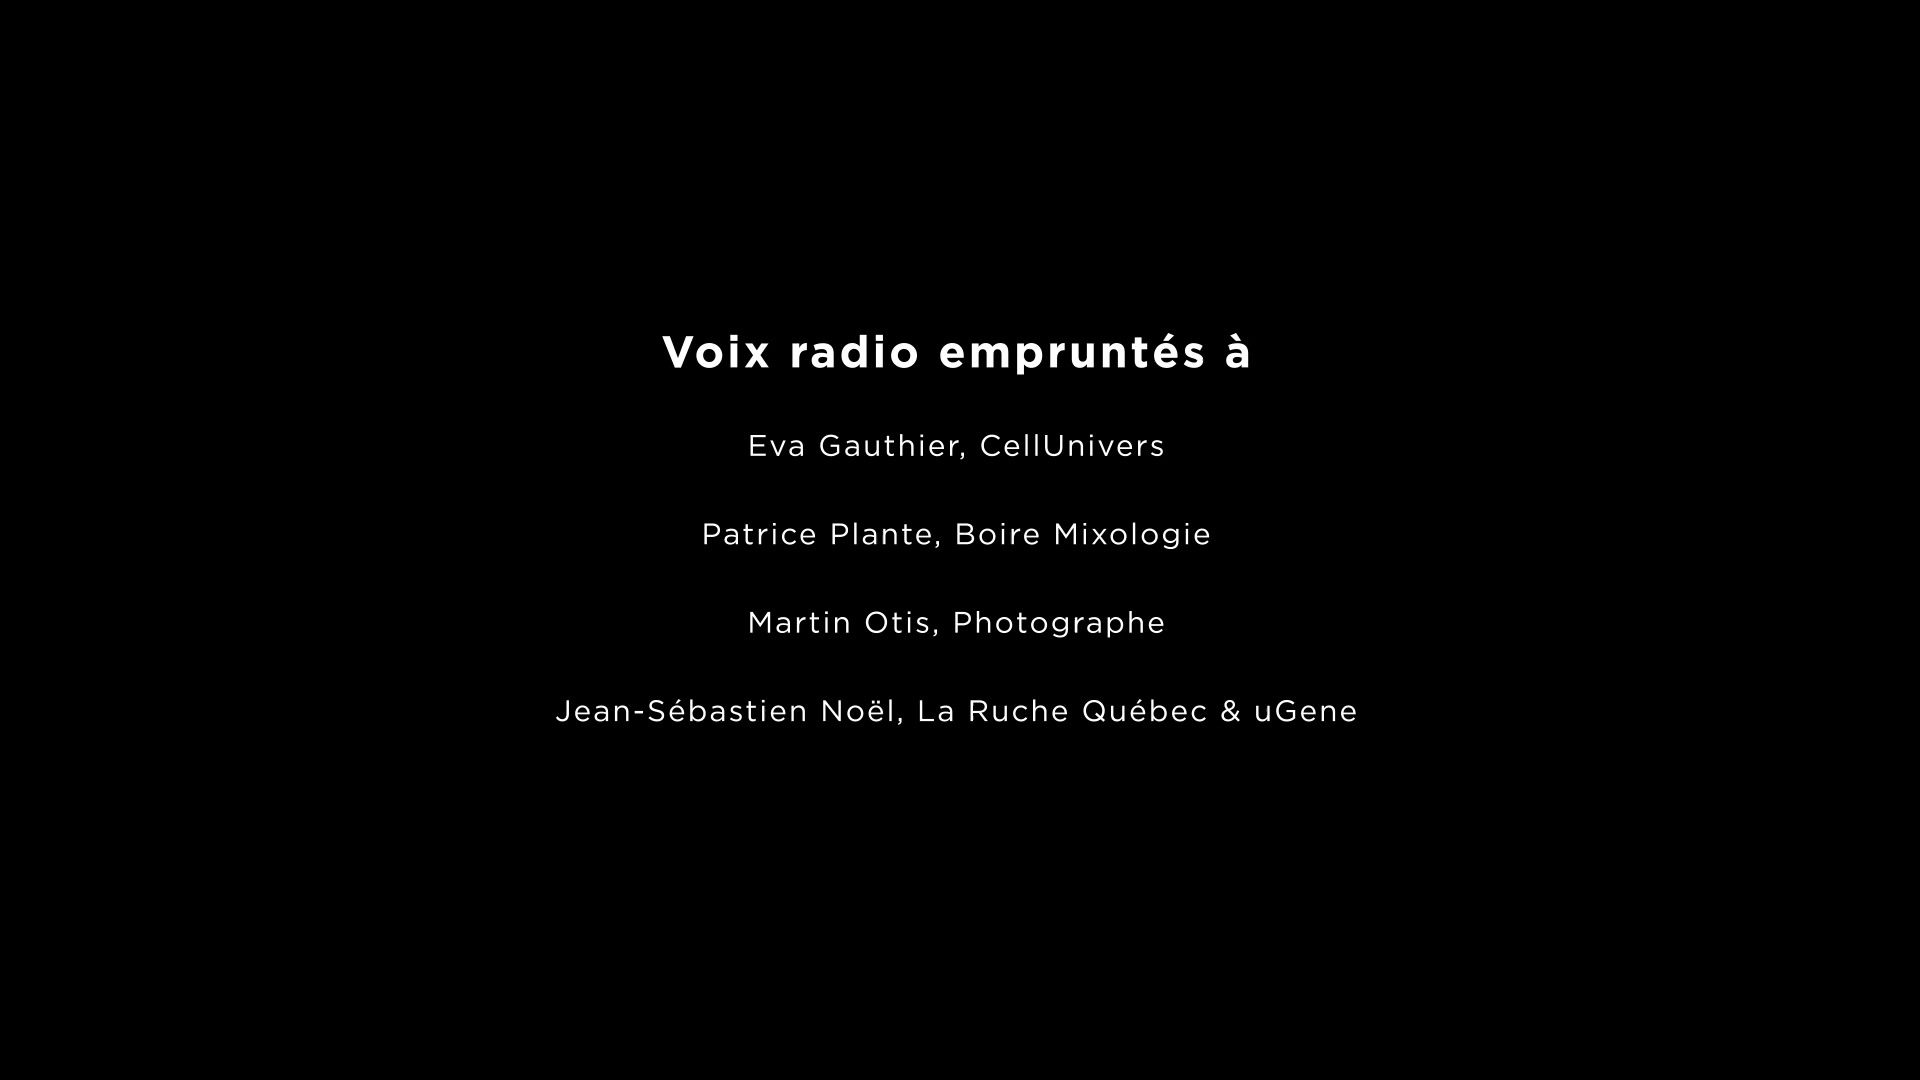 Voix radio empruntés à
Eva Gauthier, CellUnivers
Patrice Plante, Boire Mixologie
Martin Otis, Photographe
Jean-Sébastien Noël, La Ruche Québec & uGene